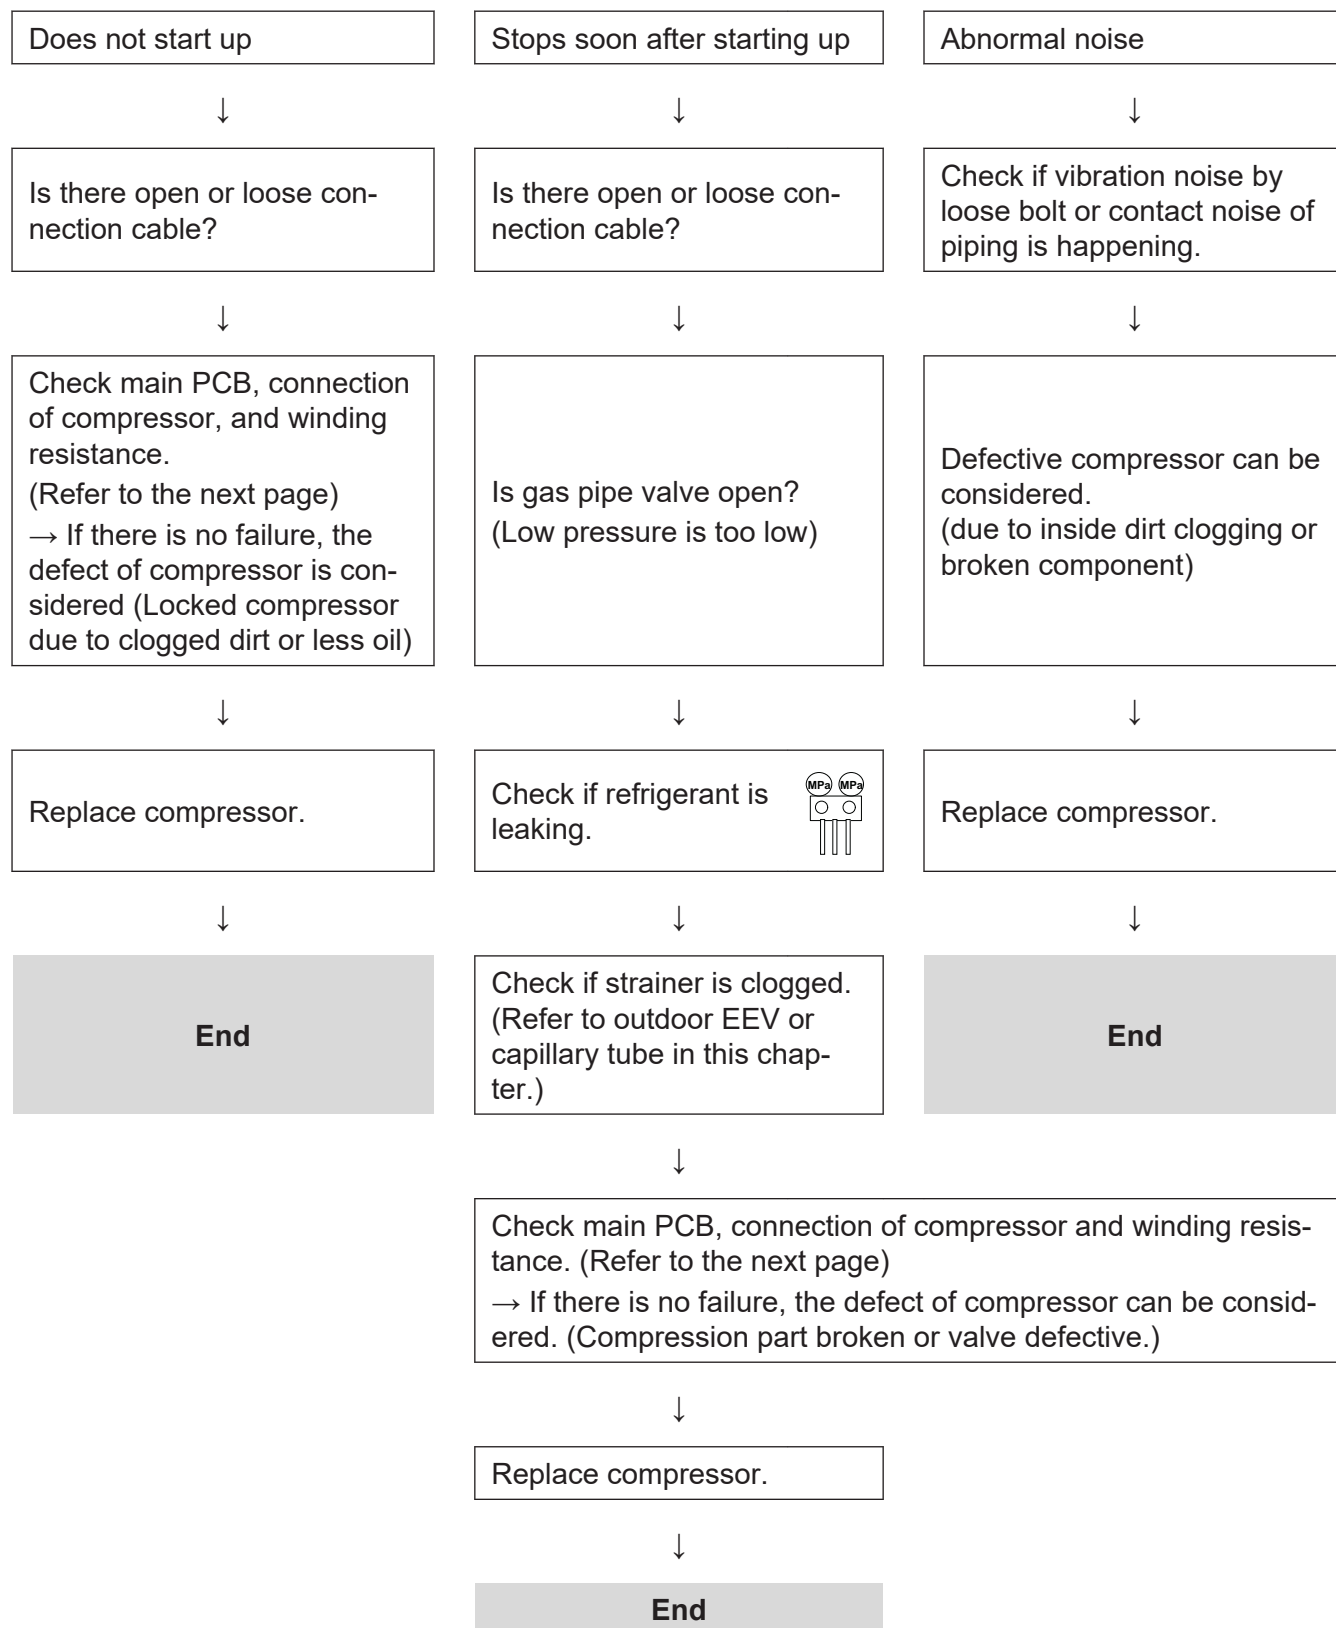 Does not start up
Is there open or loose con-
nection cable?
Check main PCB, connection
of compressor, and winding
resistance.
(Refer to the next page)
→ If there is no failure, the
defect of compressor is con-
sidered (Locked compressor
due to clogged dirt or less oil)
Replace compressor.
End
Stops soon after starting up
Is there open or loose con-
nection cable?
Is gas pipe valve open?
(Low pressure is too low)
Check if refrigerant is
leaking.
MPa MPa
Check if strainer is clogged.
(Refer to outdoor EEV or
capillary tube in this chap-
ter.)
Check main PCB, connection of compressor and winding resis-
tance. (Refer to the next page)
→ If there is no failure, the defect of compressor can be consid-
ered. (Compression part broken or valve defective.)
Replace compressor.
End
Abnormal noise
Check if vibration noise by
loose bolt or contact noise of
piping is happening.
Defective compressor can be
considered.
(due to inside dirt clogging or
broken component)
Replace compressor.
End